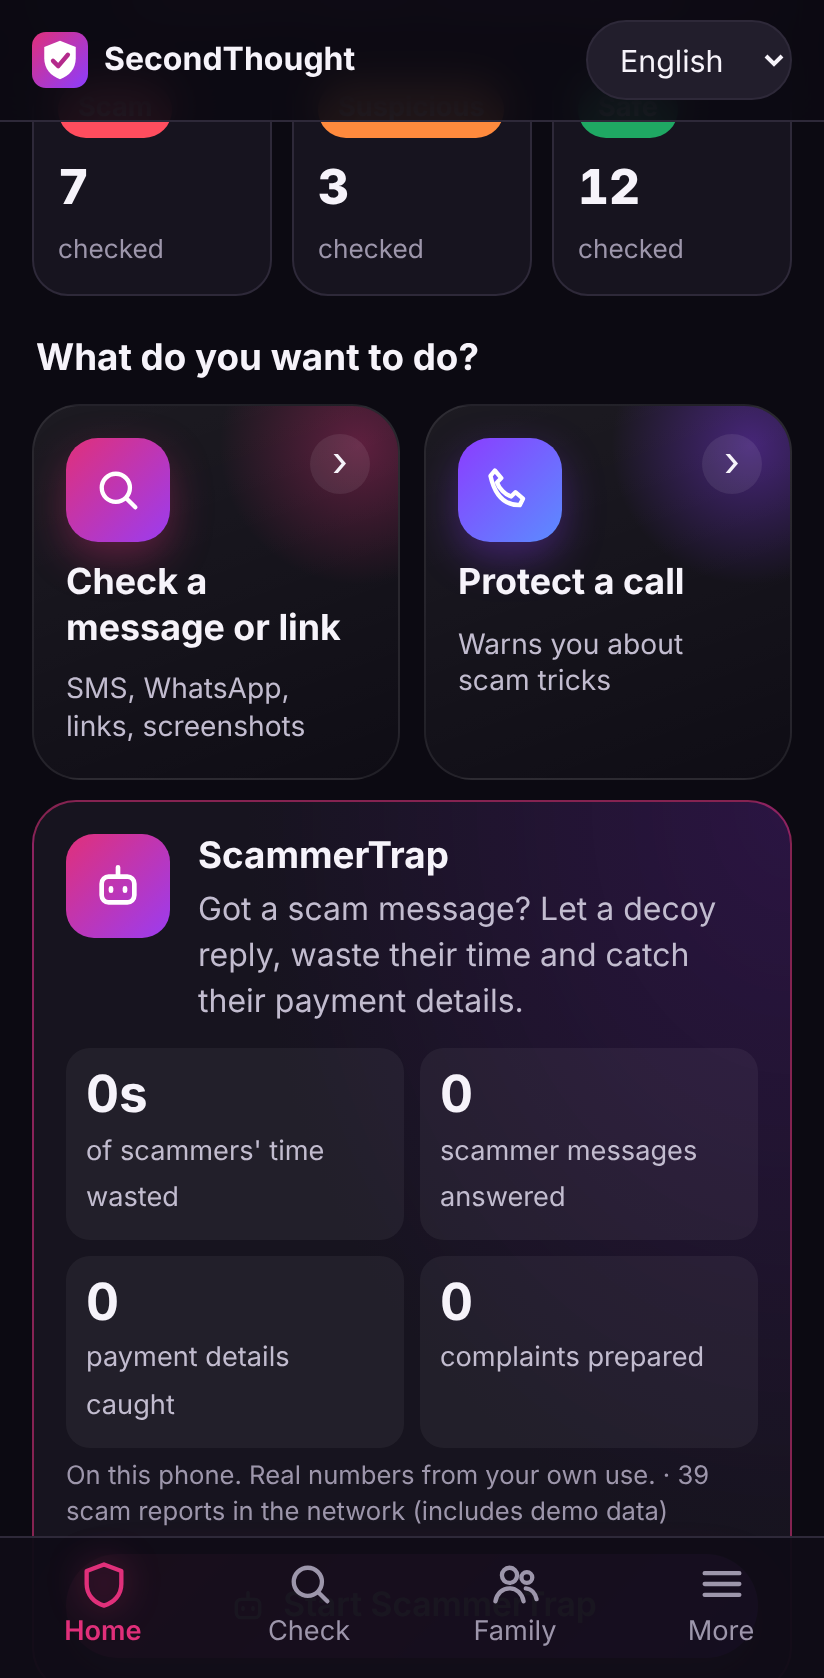 SecondThought
English
7
3
12
checked
checked
checked
What do you want to do?
Check a
message or link
SMS, WhatsApp,
links, screenshots
Protect a call
Warns you about
scam tricks
ScammerTrap
Got a scam message? Let a decoy
reply, waste their time and catch
their payment details.
0s
of scammers' time
wasted
0
scammer messages
answered
0
payment details
caught
0
complaints prepared
On this phone. Real numbers from your own use. · 39
scam reports in the network (includes demo data)
Start ScammerTrap
Home
Check
Family
More